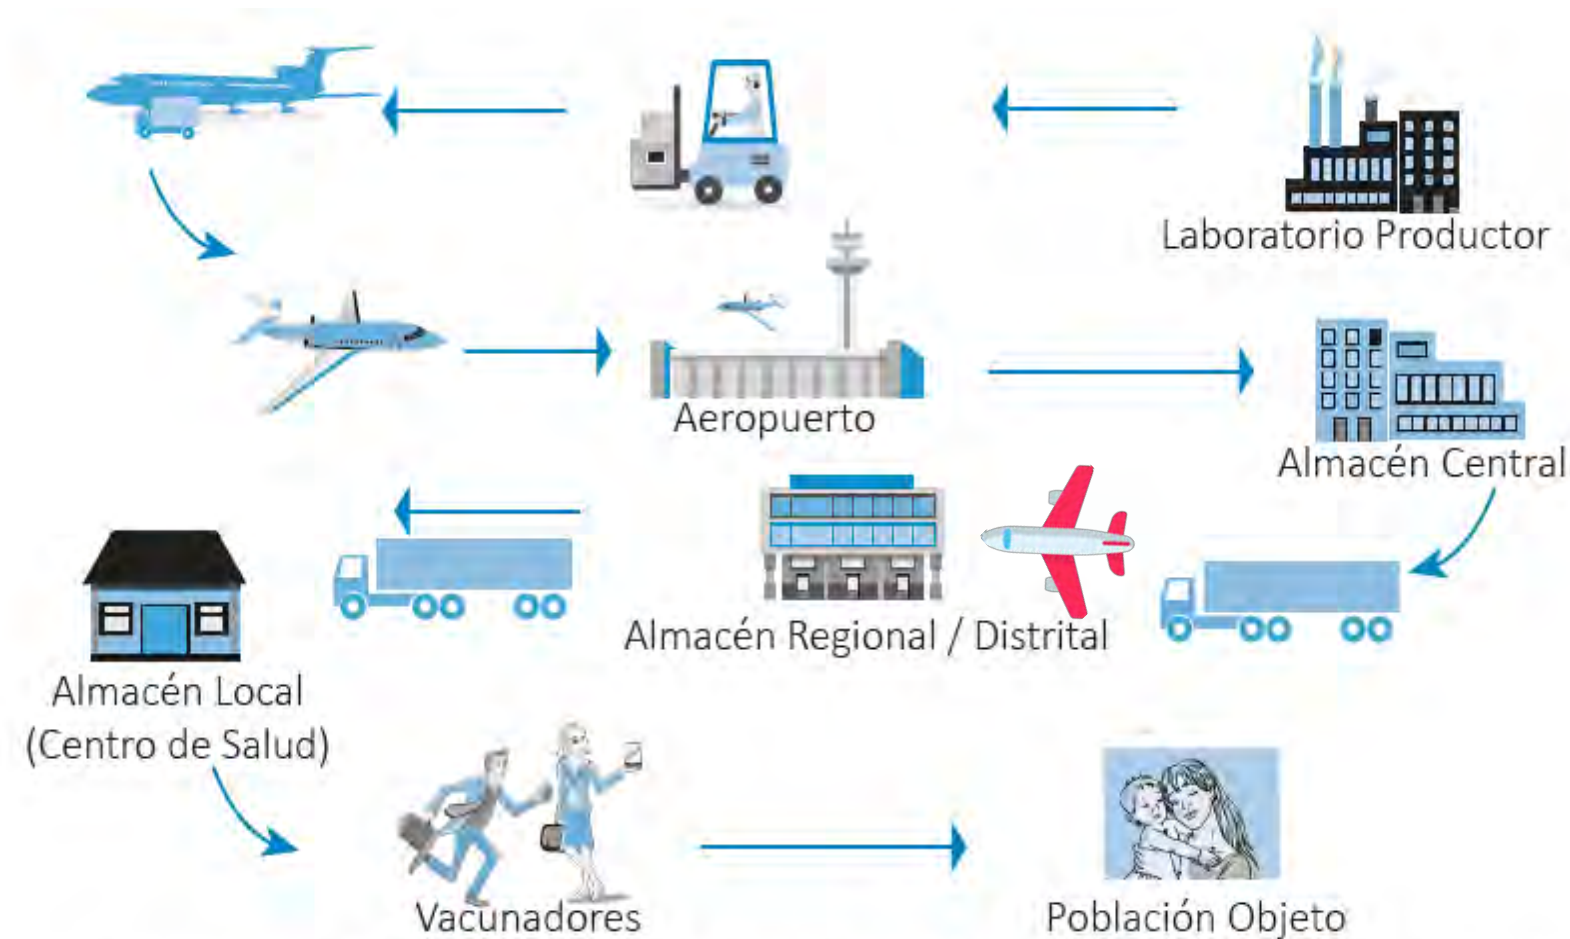 Laboratorio Productor
Aeropuerto
Almacén Central
Almacén Regional / Distrital
Almacén Local
(Centro de Salud)
Vacunadores
Población Objeto